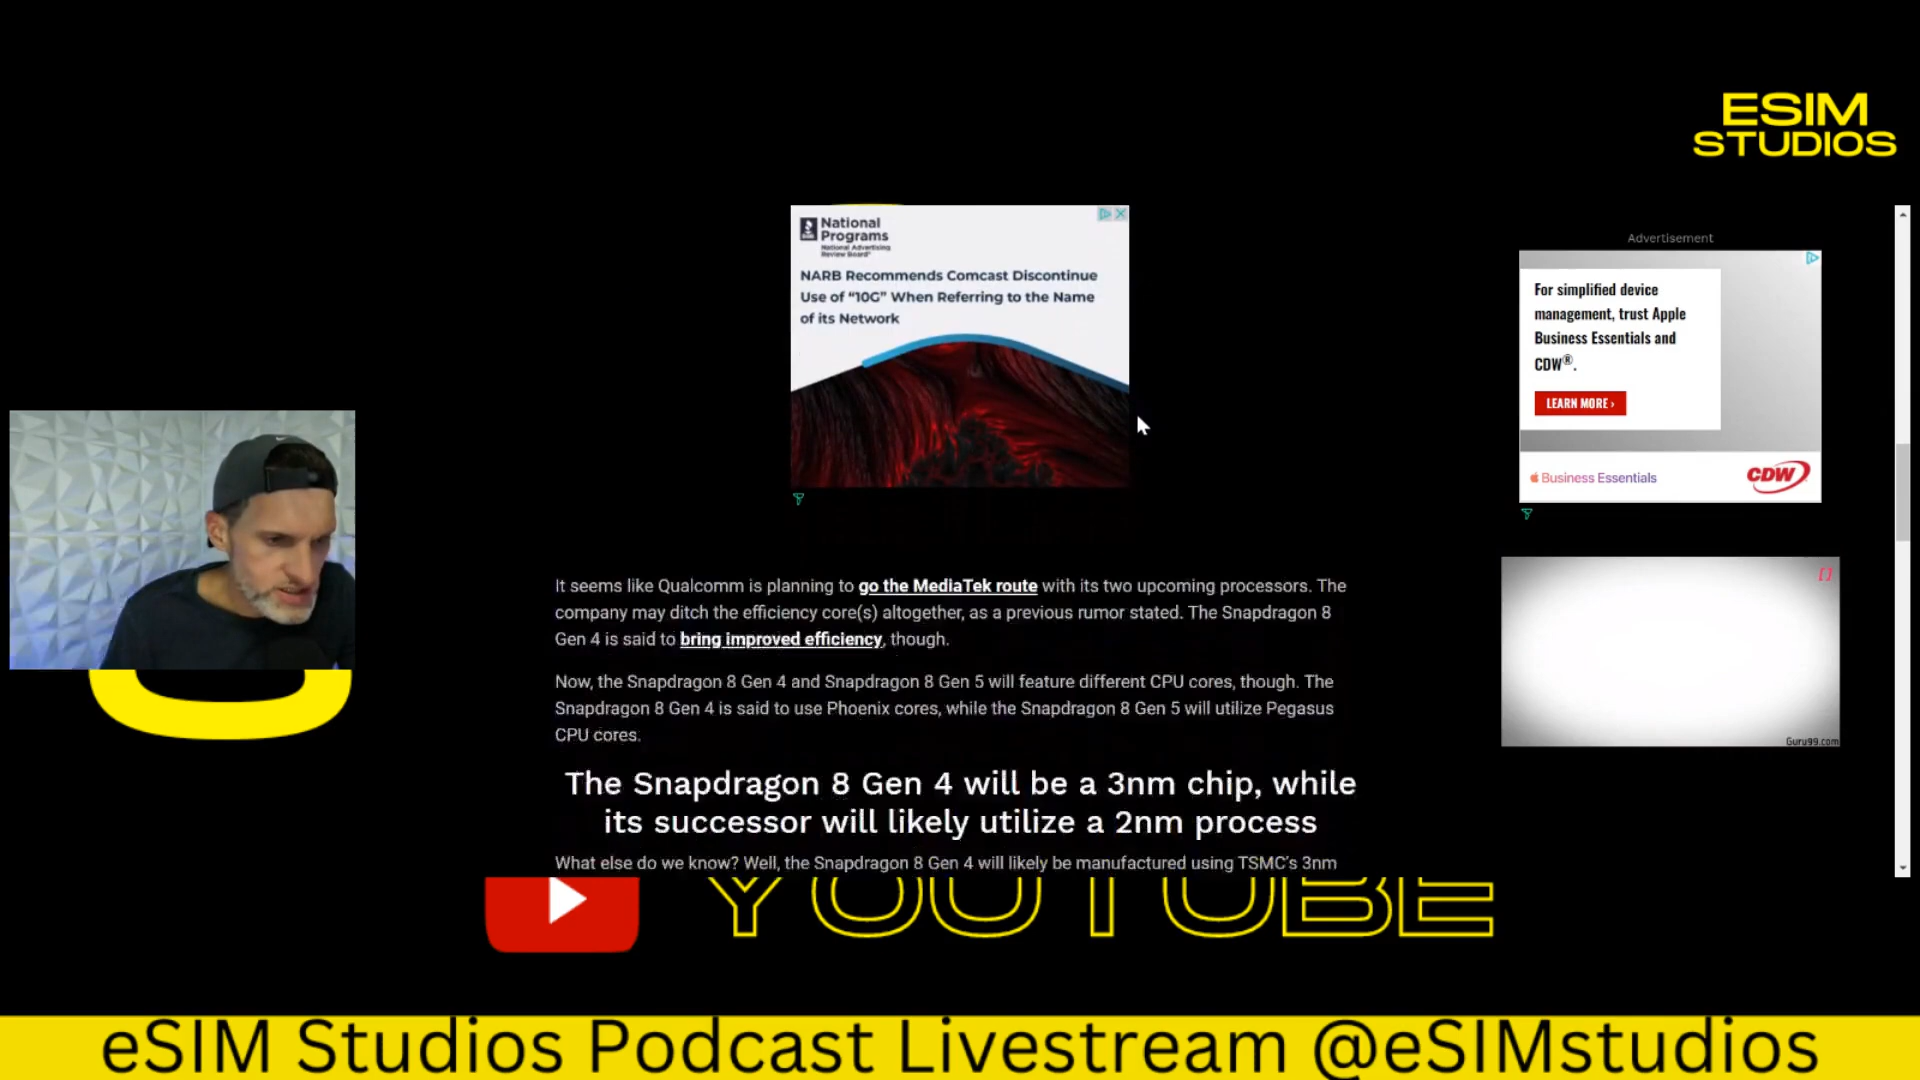 ESIM
STUDIOS
National
Programs
National Advertising
Review Board
NARB Recommends Comcast Discontinue
Use of “10G” When Referring to the Name
of its Network
Advertisement
For simplified device
management, trust Apple
Business Essentials and
CDW®.
LEARN MORE ›
Business Essentials
CDW
Guru99.com
It seems like Qualcomm is planning to go the MediaTek route with its two upcoming processors. The
company may ditch the efficiency core(s) altogether, as a previous rumor stated. The Snapdragon 8
Gen 4 is said to bring improved efficiency, though.
Now, the Snapdragon 8 Gen 4 and Snapdragon 8 Gen 5 will feature different CPU cores, though. The
Snapdragon 8 Gen 4 is said to use Phoenix cores, while the Snapdragon 8 Gen 5 will utilize Pegasus
CPU cores.
The Snapdragon 8 Gen 4 will be a 3nm chip, while
its successor will likely utilize a 2nm process
What else do we know? Well, the Snapdragon 8 Gen 4 will likely be manufactured using TSMC’s 3nm
YOUTUBE
eSIM Studios Podcast Livestream @eSIMstudios